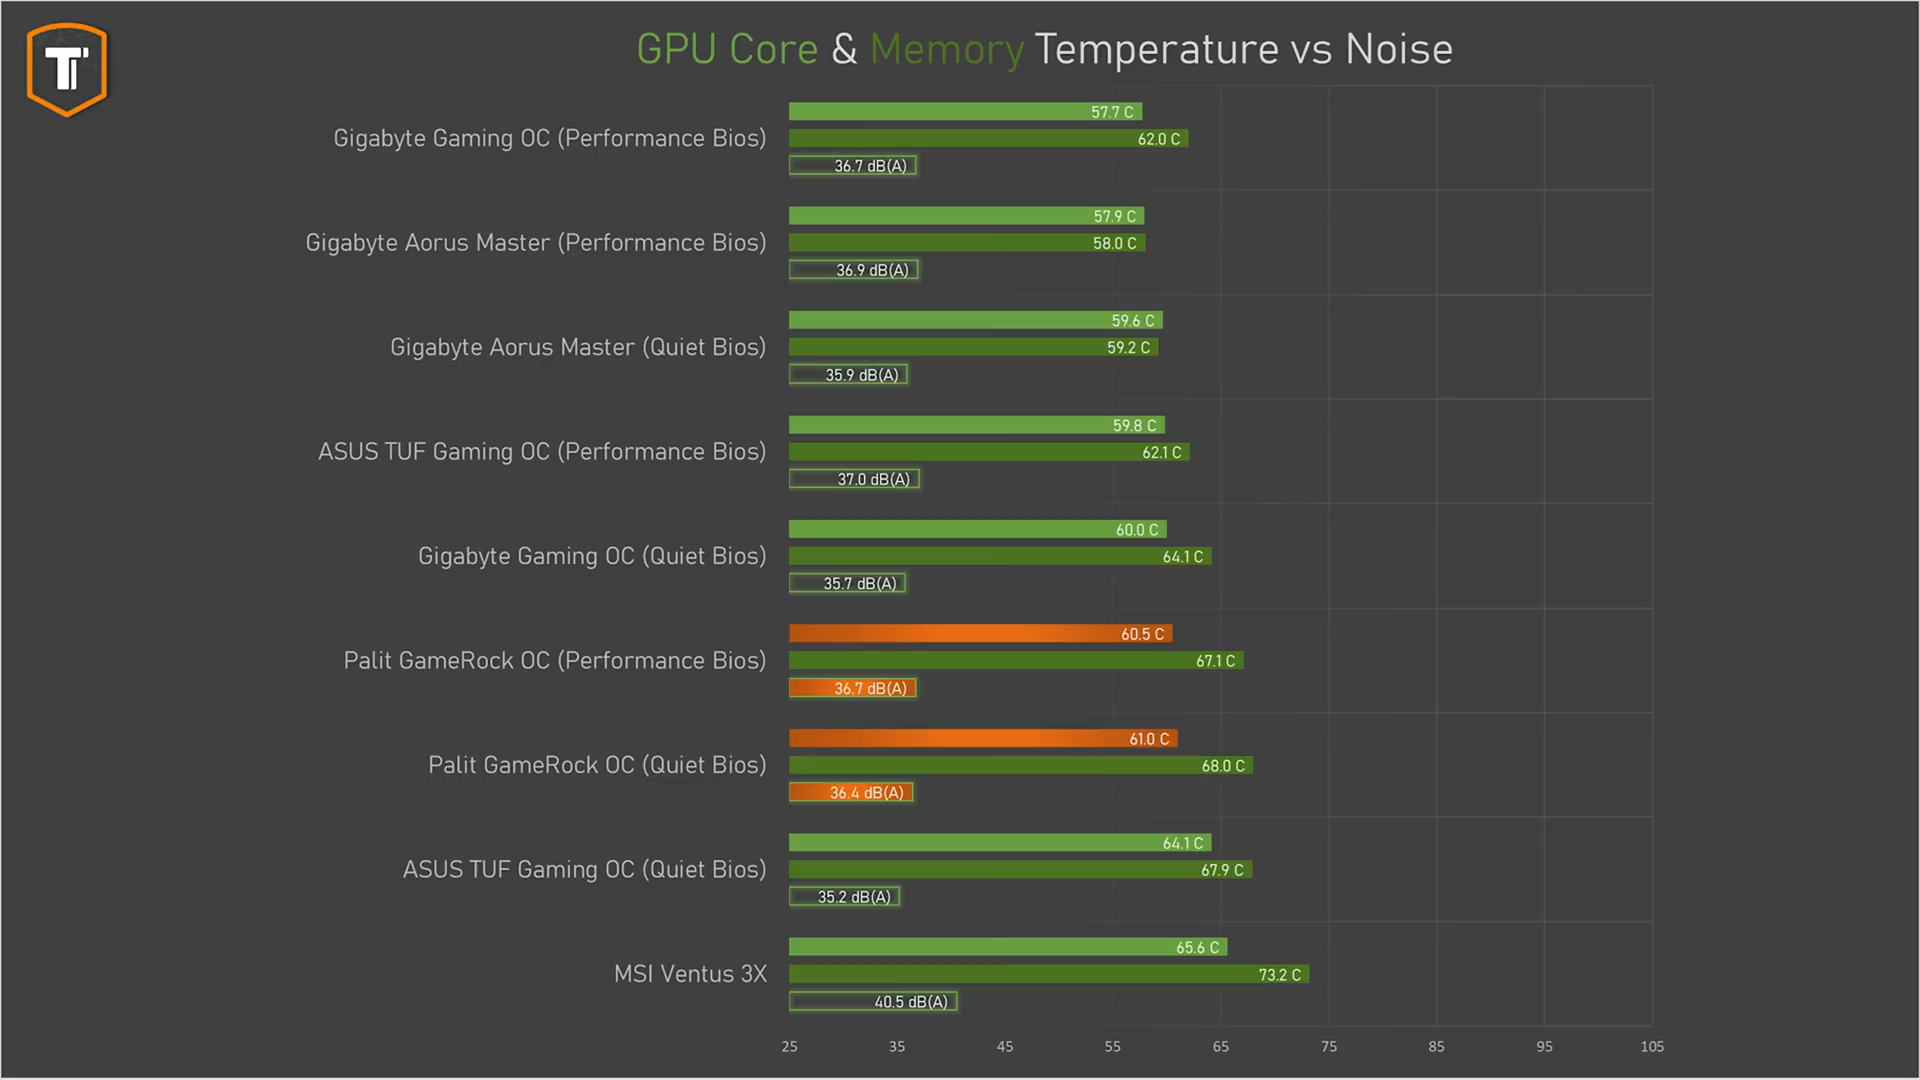 GPU Core & Memory Temperature vs Noise
Gigabyte Gaming OC (Performance Bios)
57.7 C
62.0 C
36.7 dB(A)
Gigabyte Aorus Master (Performance Bios)
57.9 C
58.0 C
36.9 dB(A)
Gigabyte Aorus Master (Quiet Bios)
59.6 C
59.2 C
35.9 dB(A)
ASUS TUF Gaming OC (Performance Bios)
59.8 C
62.1 C
37.0 dB(A)
Gigabyte Gaming OC (Quiet Bios)
60.0 C
64.1 C
35.7 dB(A)
Palit GameRock OC (Performance Bios)
60.5 C
67.1 C
36.7 dB(A)
Palit GameRock OC (Quiet Bios)
61.0 C
68.0 C
36.4 dB(A)
ASUS TUF Gaming OC (Quiet Bios)
64.1 C
67.9 C
35.2 dB(A)
MSI Ventus 3X
65.6 C
73.2 C
40.5 dB(A)
25 35 45 55 65 75 85 95 105